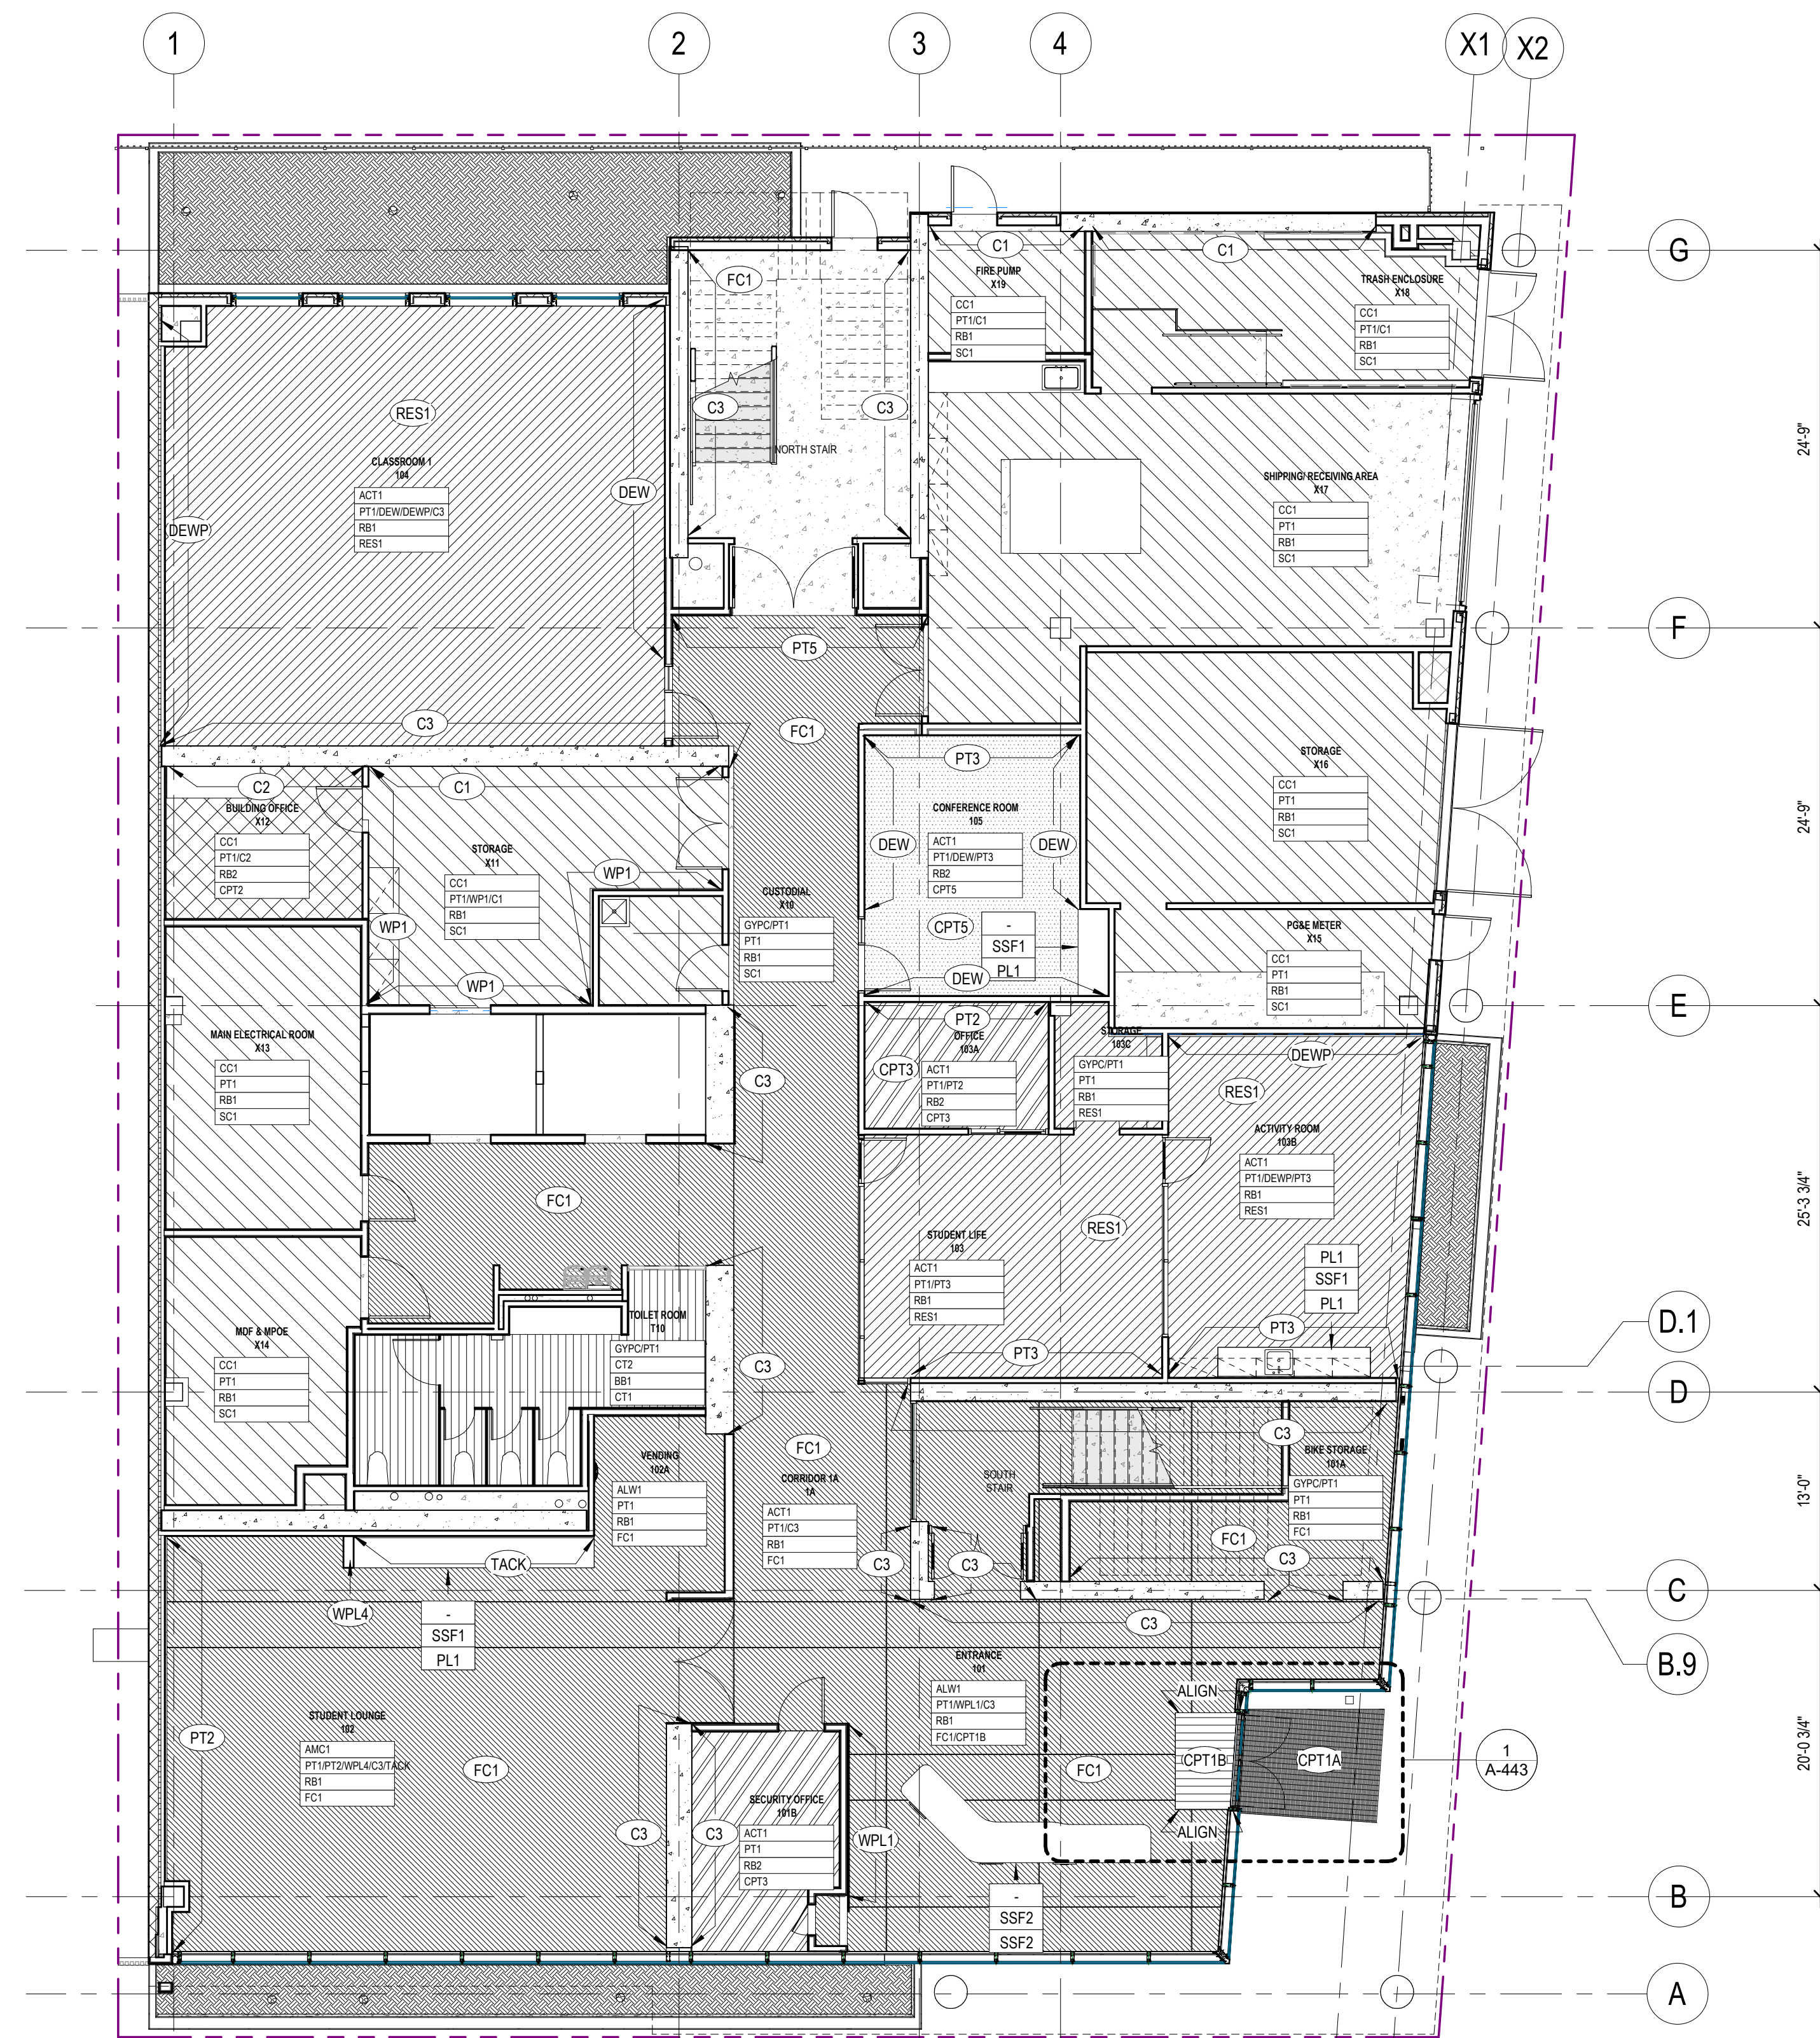 1
2
3
4
X1
X2
G
F
E
D.1
D
C
B.9
B
A
24'-9"
24'-9"
25'-3 3/4"
13'-0"
20'-0 3/4"
FC1
C1
C1
FIRE PUMP
X19
CC1
PT1/C1
RB1
SC1
TRASH ENCLOSURE
X18
CC1
PT1/C1
RB1
SC1
RES1
CLASSROOM 1
104
ACT1
PT1/DEW/DEWP/C3
RB1
RES1
DEWP
DEW
C3
C3
C3
NORTH STAIR
SHIPPING/ RECEIVING AREA
X17
CC1
PT1
RB1
SC1
PT5
FC1
C2
BUILDING OFFICE
X12
CC1
PT1/C2
RB2
CPT2
C1
STORAGE
X11
CC1
PT1/WP1/C1
RB1
SC1
WP1
WP1
WP1
CUSTODIAL
X10
GYPC/PT1
PT1
RB1
SC1
PT3
CONFERENCE ROOM
105
ACT1
PT1/DEW/PT3
RB2
CPT5
DEW
DEW
CPT5
-
SSF1
PL1
DEW
STORAGE
X16
CC1
PT1
RB1
SC1
PG&E METER
X15
CC1
PT1
RB1
SC1
MAIN ELECTRICAL ROOM
X13
CC1
PT1
RB1
SC1
C3
PT2
OFFICE
103A
ACT1
PT1/PT2
RB2
CPT3
CPT3
STORAGE
103C
GYPC/PT1
PT1
RB1
RES1
DEWP
RES1
ACTIVITY ROOM
103B
ACT1
PT1/DEWP/PT3
RB1
RES1
PL1
SSF1
PL1
PT3
FC1
STUDENT LIFE
103
ACT1
PT1/PT3
RB1
RES1
RES1
PT3
MDF & MPOE
X14
CC1
PT1
RB1
SC1
TOILET ROOM
T10
GYPC/PT1
CT2
BB1
CT1
C3
VENDING
102A
ALW1
PT1
RB1
FC1
FC1
CORRIDOR 1A
1A
ACT1
PT1/C3
RB1
FC1
SOUTH
STAIR
C3
BIKE STORAGE
101A
GYPC/PT1
PT1
RB1
FC1
FC1
C3
C3
C3
C3
TACK
WPL4
-
SSF1
PL1
PT2
STUDENT LOUNGE
102
AMC1
PT1/PT2/WPL4/C3/TACK
RB1
FC1
FC1
C3
C3
SECURITY OFFICE
101B
ACT1
PT1
RB2
CPT3
WPL1
ENTRANCE
101
ALW1
PT1/WPL1/C3
RB1
FC1/CPT1B
FC1
ALIGN
CPT1B
CPT1A
ALIGN
1
A-443
-
SSF2
SSF2